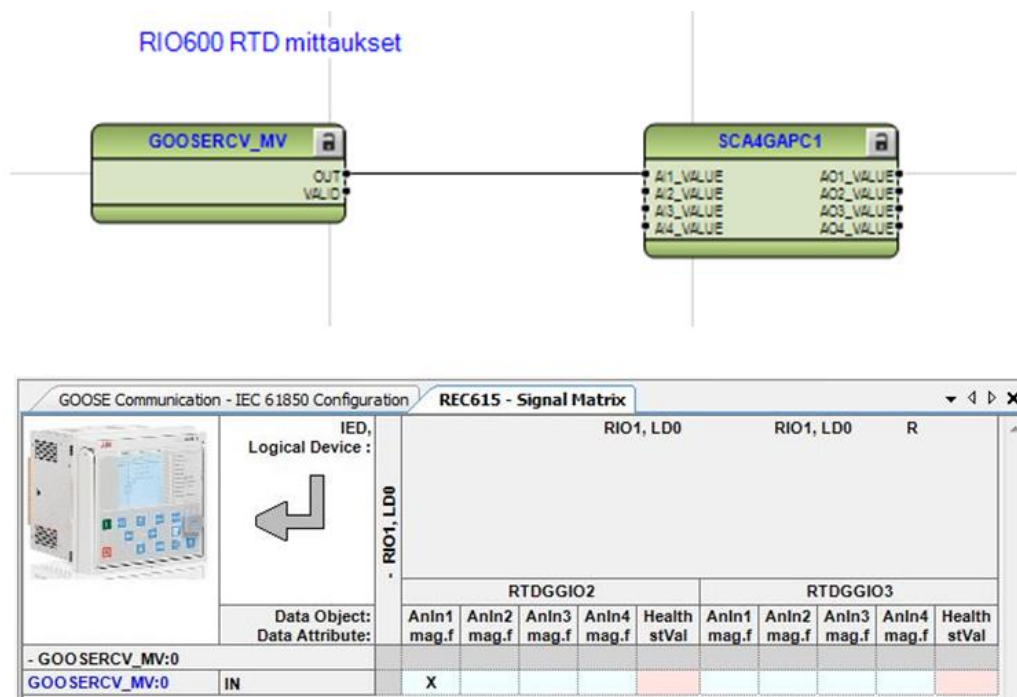 RIO600 RTD mittaukset
GOOSERCV_MV
OUT
VALID
SCA4GAPC1
AI1_VALUE AO1_VALUE
AI2_VALUE AO2_VALUE
AI3_VALUE AO3_VALUE
AI4_VALUE AO4_VALUE
GOOSE Communication - IEC 61850 Configuration REC615 - Signal Matrix
IED,
Logical Device :
- RIO1, LD0
RIO1, LD0 RIO1, LD0 R
RTDGGIO2 RTDGGIO3
Data Object: AnIn1 AnIn2 AnIn3 AnIn4 Health AnIn1 AnIn2 AnIn3 AnIn4 Health
Data Attribute: mag.f mag.f mag.f mag.f stVal mag.f mag.f mag.f mag.f stVal
- GOOSERCV_MV:0
GOOSERCV_MV:0 IN X